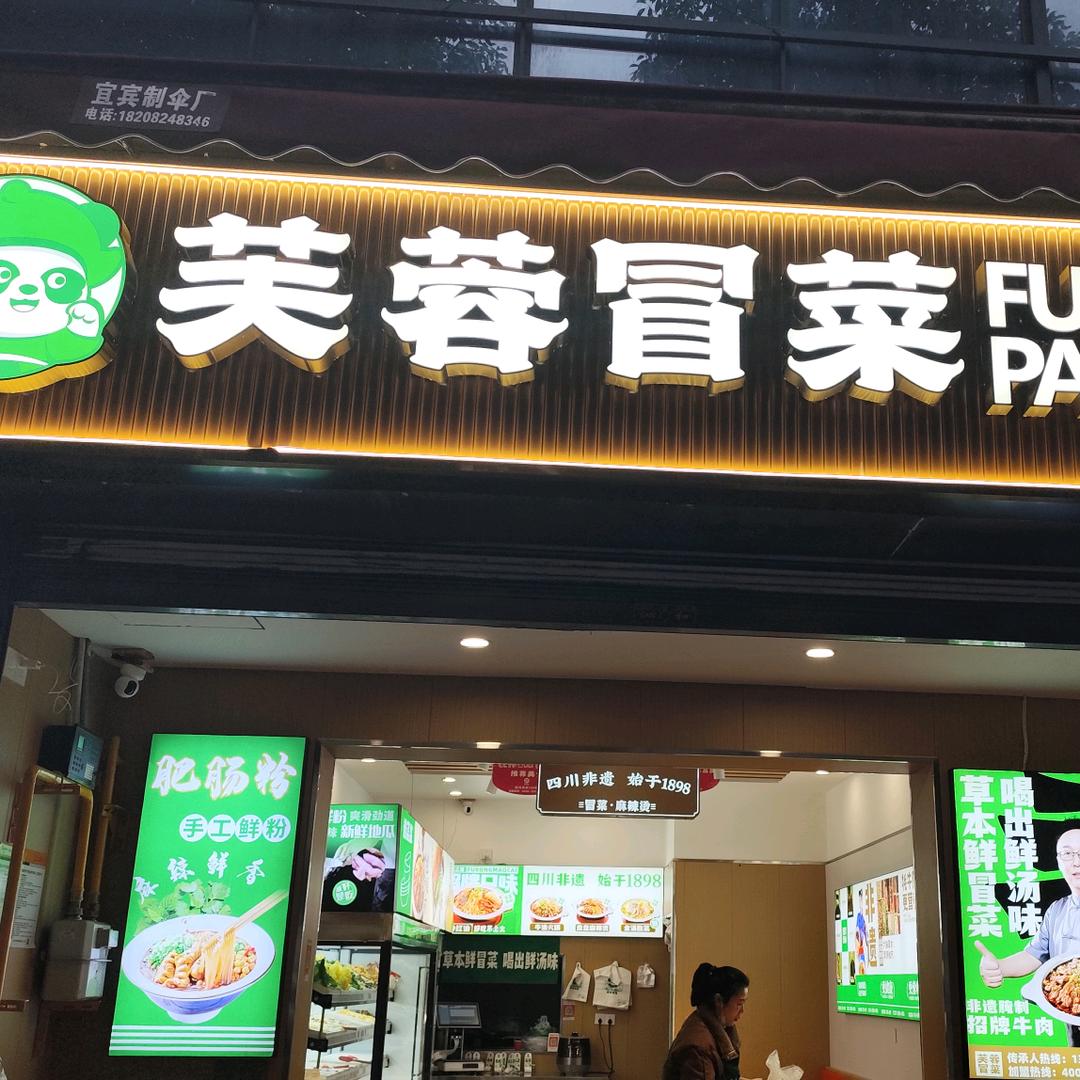 宜宾制伞厂
电话:18208248346
芙蓉冒菜
FU
PA
肥肠粉
手工鲜粉
鲜香
四川非遗 始于1898
冒菜·麻辣烫
爽滑劲道
新鲜地瓜
四川非遗 始于1898
草本鲜冒菜 喝出鲜汤味
喝出鲜汤味
草本鲜冒菜
非遗腌制
招牌牛肉
芙蓉
冒菜
传承人热线：1
加盟热线：400